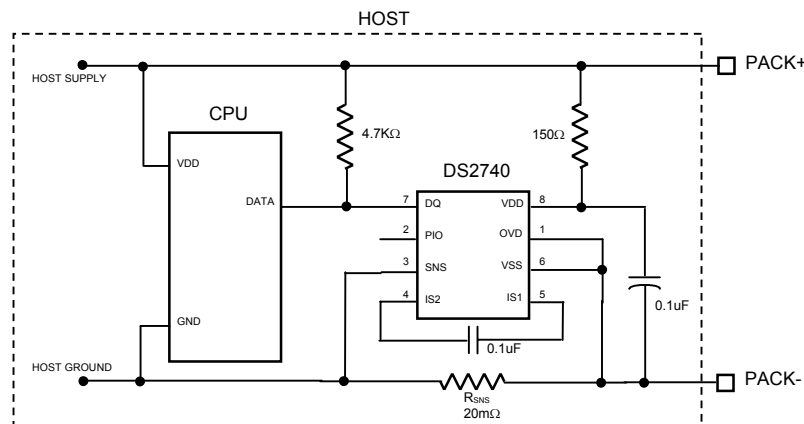 HOST
PACK+
HOST SUPPLY
CPU
4.7KΩ
150Ω
DS2740
VDD
DATA
7 DQ VDD 8
2 PIO OVD 1
3 SNS VSS 6
4 IS2 IS1 5
GND
0.1uF
0.1uF
HOST GROUND
PACK-
RSNS
20mΩ